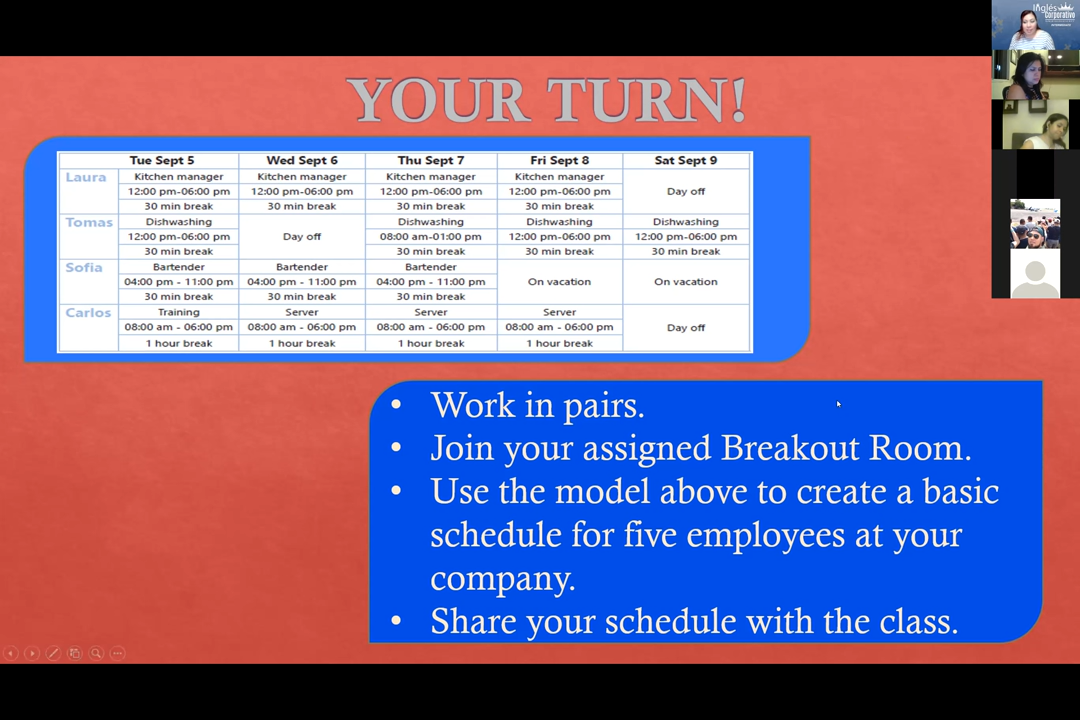 YOUR TURN!
Tue Sept 5 Wed Sept 6 Thu Sept 7 Fri Sept 8 Sat Sept 9
Laura Kitchen manager Kitchen manager Kitchen manager Kitchen manager
12:00 pm-06:00 pm 12:00 pm-06:00 pm 12:00 pm-06:00 pm 12:00 pm-06:00 pm Day off
30 min break 30 min break 30 min break 30 min break
Tomas Dishwashing Dishwashing Dishwashing Dishwashing
12:00 pm-06:00 pm Day off 08:00 am-01:00 pm 12:00 pm-06:00 pm 12:00 pm-06:00 pm
30 min break 30 min break 30 min break 30 min break
Sofia Bartender Bartender Bartender
04:00 pm - 11:00 pm 04:00 pm - 11:00 pm 04:00 pm - 11:00 pm On vacation On vacation
30 min break 30 min break 30 min break
Carlos Training Server Server Server
08:00 am - 06:00 pm 08:00 am - 06:00 pm 08:00 am - 06:00 pm 08:00 am - 06:00 pm Day off
1 hour break 1 hour break 1 hour break 1 hour break
• Work in pairs.
• Join your assigned Breakout Room.
• Use the model above to create a basic
schedule for five employees at your
company.
• Share your schedule with the class.
Inglés
Corporativo